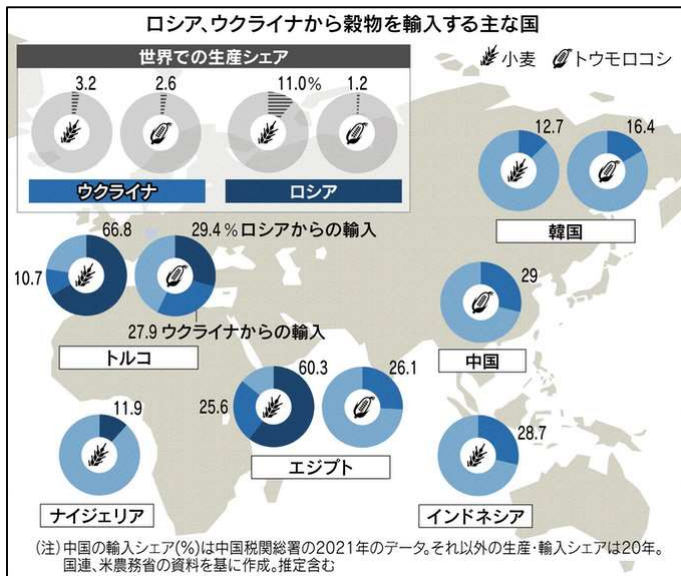 ロシア、ウクライナから穀物を輸入する主な国
世界での生産シェア
小麦 トウモロコシ
3.2 2.6 11.0% 1.2
ウクライナ ロシア
12.7 16.4
韓国
66.8 29.4%ロシアからの輸入
10.7
27.9 ウクライナからの輸入
トルコ
29
中国
60.3 26.1
25.6
エジプト
11.9
ナイジェリア
28.7
インドネシア
(注)中国の輸入シェア(%)は中国税関総署の2021年のデータ。それ以外の生産・輸入シェアは20年。
国連、米農務省の資料を基に作成。推定含む